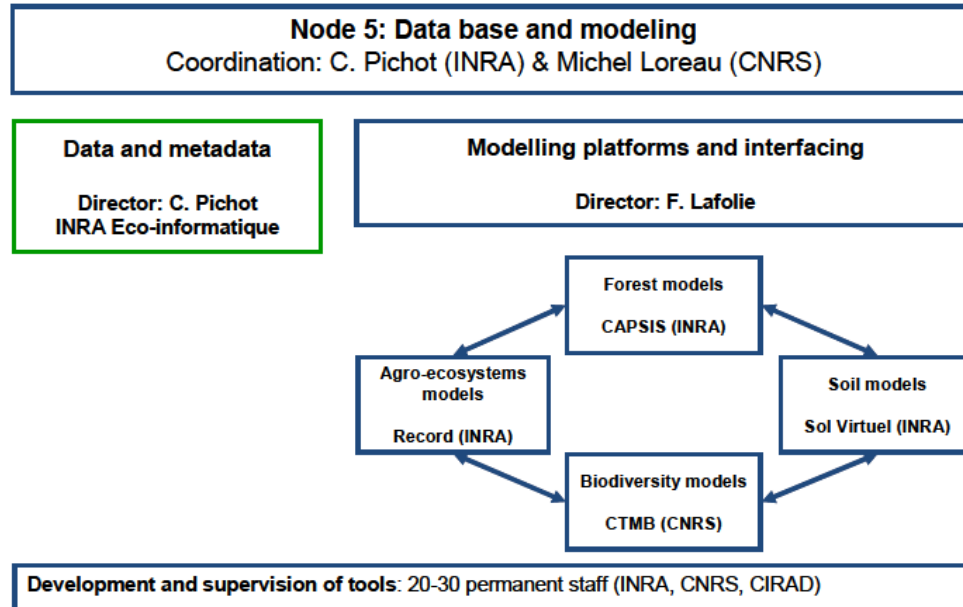 Node 5: Data base and modeling
Coordination: C. Pichot (INRA) & Michel Loreau (CNRS)
Data and metadata
Director: C. Pichot
INRA Eco-informatique
Modelling platforms and interfacing
Director: F. Lafolie
Forest models
CAPSIS (INRA)
Agro-ecosystems
models
Record (INRA)
Soil models
Sol Virtuel (INRA)
Biodiversity models
CTMB (CNRS)
Development and supervision of tools: 20-30 permanent staff (INRA, CNRS, CIRAD)